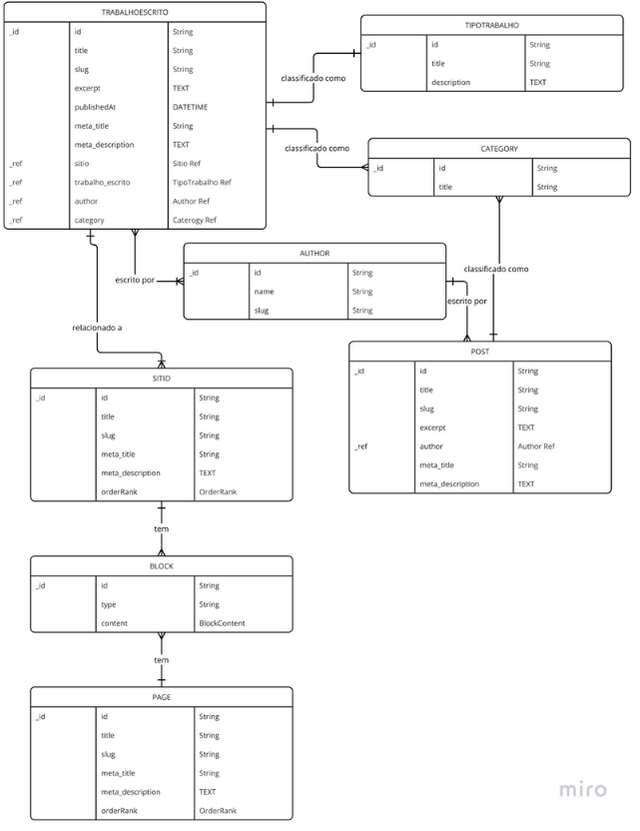 TRABALHOESCRITO
_id id String
title String
slug String
excerpt TEXT
publishedAt DATETIME
meta_title String
meta_description TEXT
_ref sitio Sitio Ref
_ref trabalho_escrito TipoTrabalho Ref
_ref author Author Ref
_ref category Caterogy Ref
TIPOTRABALHO
_id id String
title String
description TEXT
classificado como
classificado como
CATEGORY
_id id String
title String
escrito por
AUTHOR
_id id String
name String
slug String
classificado como
escrito por
relacionado a
POST
_id id String
title String
slug String
excerpt TEXT
_ref author Author Ref
meta_title String
meta_description TEXT
SITIO
_id id String
title String
slug String
meta_title String
meta_description TEXT
orderRank OrderRank
tem
BLOCK
_id id String
type String
content BlockContent
tem
PAGE
_id id String
title String
slug String
meta_title String
meta_description TEXT
orderRank OrderRank
miro